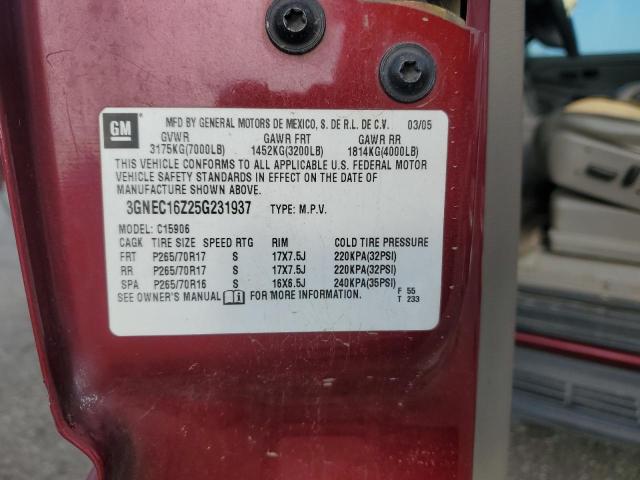 GM
MFD BY GENERAL MOTORS DE MEXICO, S. DE R.L. DE C.V. 03/05
GVWR GAWR FRT GAWR RR
3175KG(7000LB) 1452KG(3200LB) 1814KG(4000LB)
THIS VEHICLE CONFORMS TO ALL APPLICABLE U.S. FEDERAL MOTOR
VEHICLE SAFETY STANDARDS IN EFFECT ON THE DATE OF
MANUFACTURE SHOWN ABOVE.
3GNEC16Z25G231937 TYPE: M.P.V.
MODEL: C15906
CAGK TIRE SIZE SPEED RTG RIM COLD TIRE PRESSURE
FRT P265/70R17 S 17X7.5J 220KPA(32PSI)
RR P265/70R17 S 17X7.5J 220KPA(32PSI)
SPA P265/70R16 S 16X6.5J 240KPA(35PSI)
SEE OWNER'S MANUAL FOR MORE INFORMATION. F 55
T 233